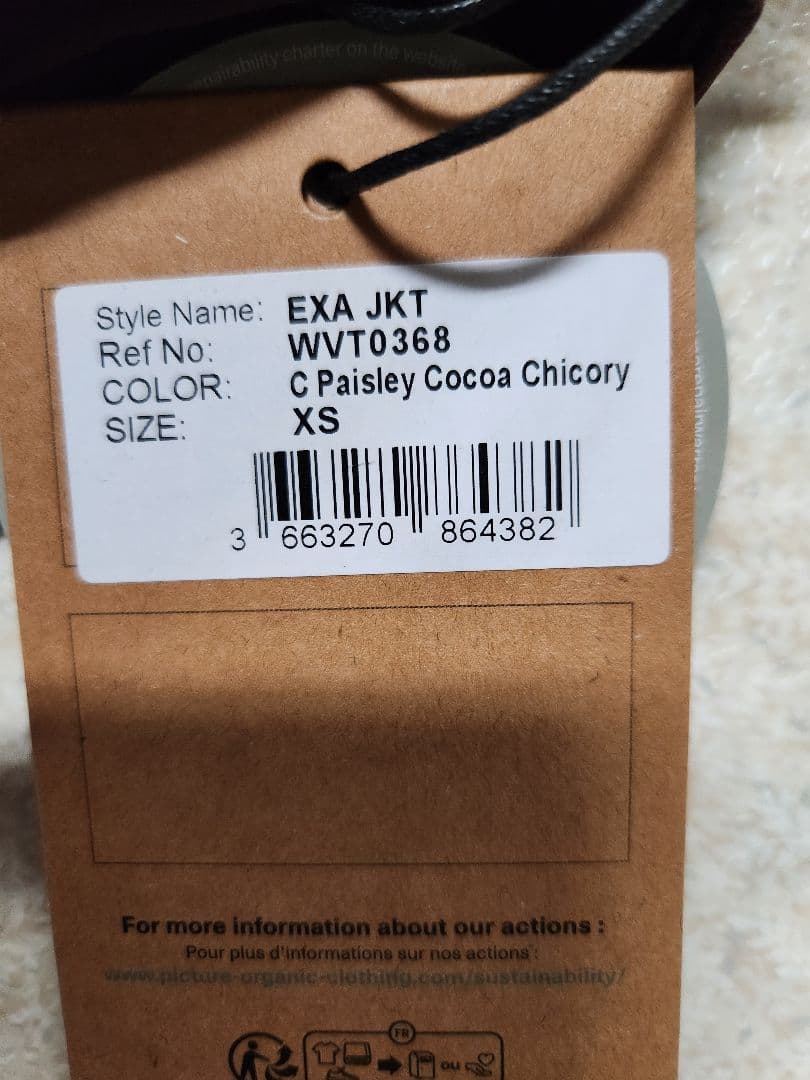 repairability charter on the website
Style Name: EXA JKT
Ref No: WVT0368
COLOR: C Paisley Cocoa Chicory
SIZE: XS
3 663270 864382
For more information about our actions :
Pour plus d'informations sur nos actions :
www.picture-organic-clothing.com/sustainability/
FR
ou